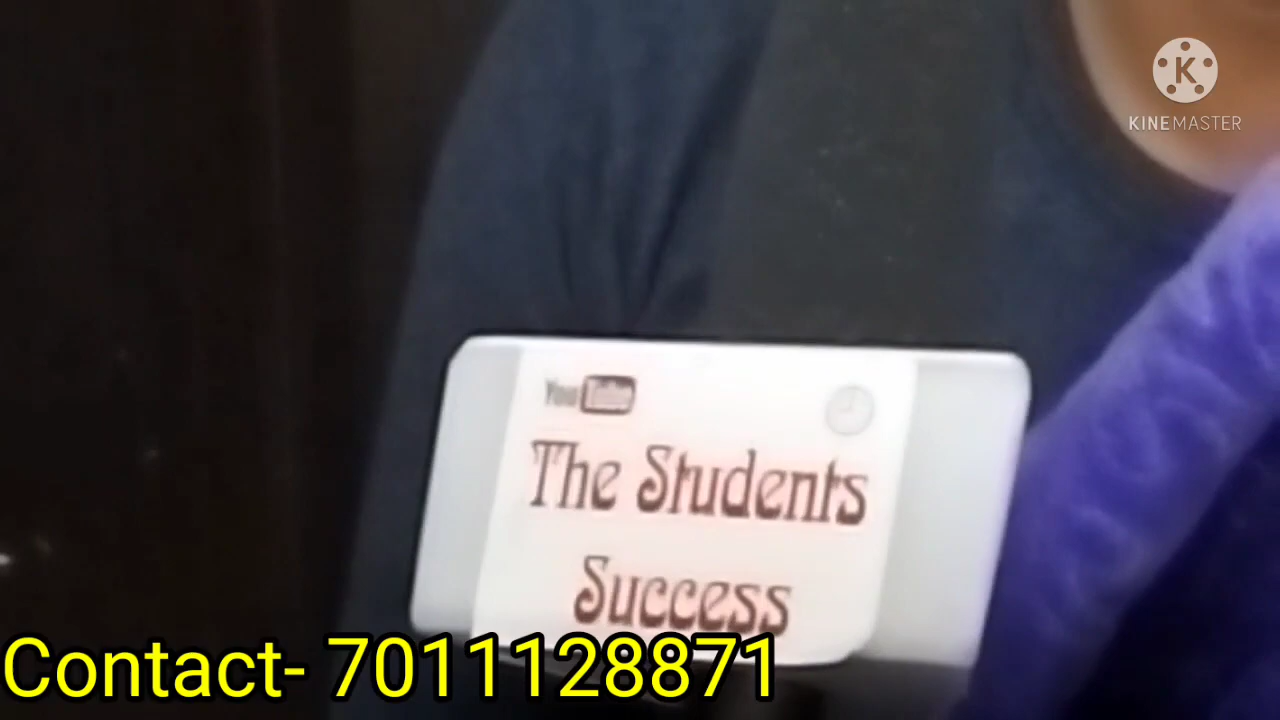 K
KINEMASTER
YouTube
The Students
Success
Contact- 7011128871